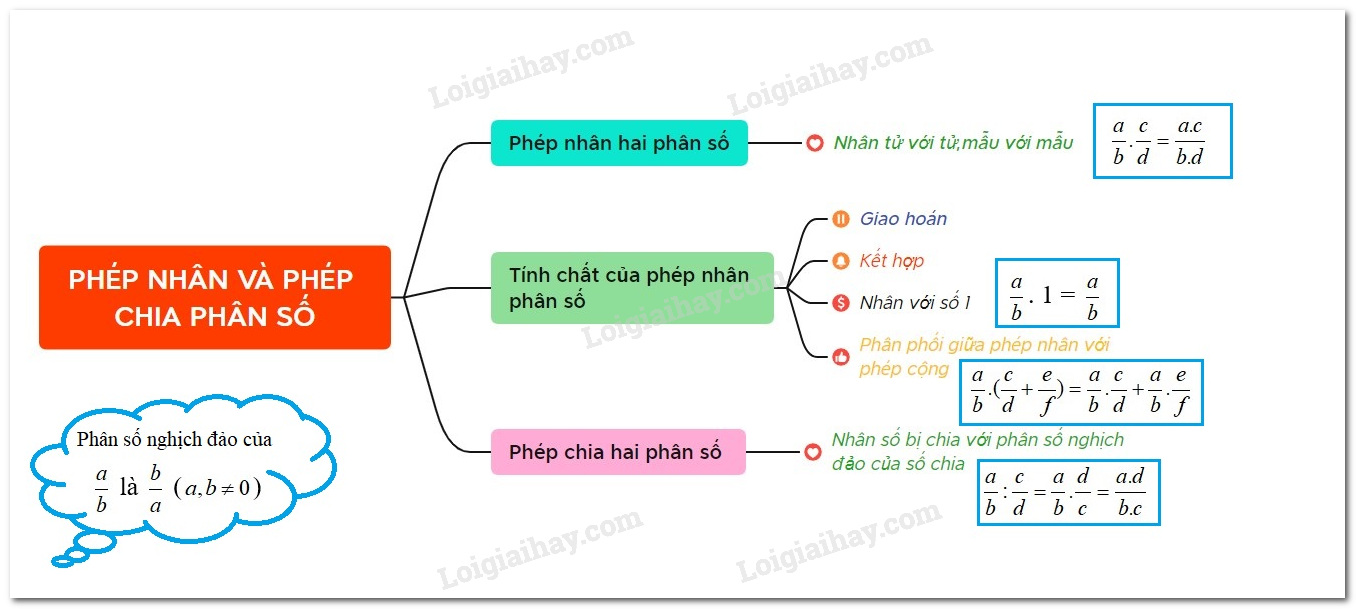 Loigiaihay.com
Loigiaihay.com
PHÉP NHÂN VÀ PHÉP
CHIA PHÂN SỐ
Phép nhân hai phân số
Nhân tử với tử,mẫu với mẫu
a/b . c/d = a.c/b.d
Tính chất của phép nhân
phân số
Giao hoán
Kết hợp
Nhân với số 1
a/b . 1 = a/b
Phân phối giữa phép nhân với
phép cộng
a/b.(c/d + e/f) = a/b.c/d + a/b.e/f
Loigiaihay.com
Phép chia hai phân số
Nhân số bị chia với phân số nghịch
đảo của số chia
a/b : c/d = a/b . d/c = a.d/b.c
Phân số nghịch đảo của
a/b là b/a (a,b ≠ 0)
Loigiaihay.com
Loigiaihay.com